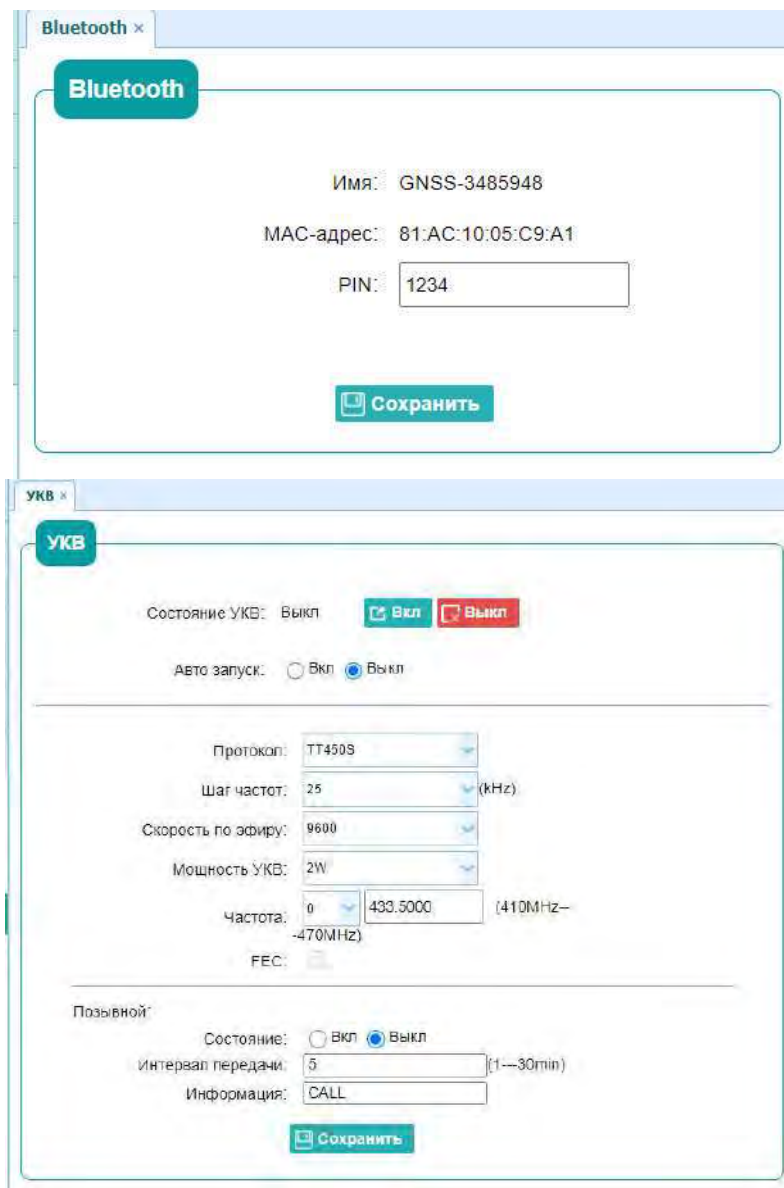 Bluetooth ×
Bluetooth
Имя: GNSS-3485948
MAC-адрес: 81:AC:10:05:C9:A1
PIN: 1234
Сохранить
УКВ ×
УКВ
Состояние УКВ: Выкл Вкл Выкл
Авто запуск: Вкл Выкл
Протокол: TT450S
Шаг частот: 25 (kHz)
Скорость по эфиру: 9600
Мощность УКВ: 2W
Частота: 0 433.5000 (410MHz--
-470MHz)
FEC:
Позывной:
Состояние: Вкл Выкл
Интервал передачи: 5 (1---30min)
Информация: CALL
Сохранить